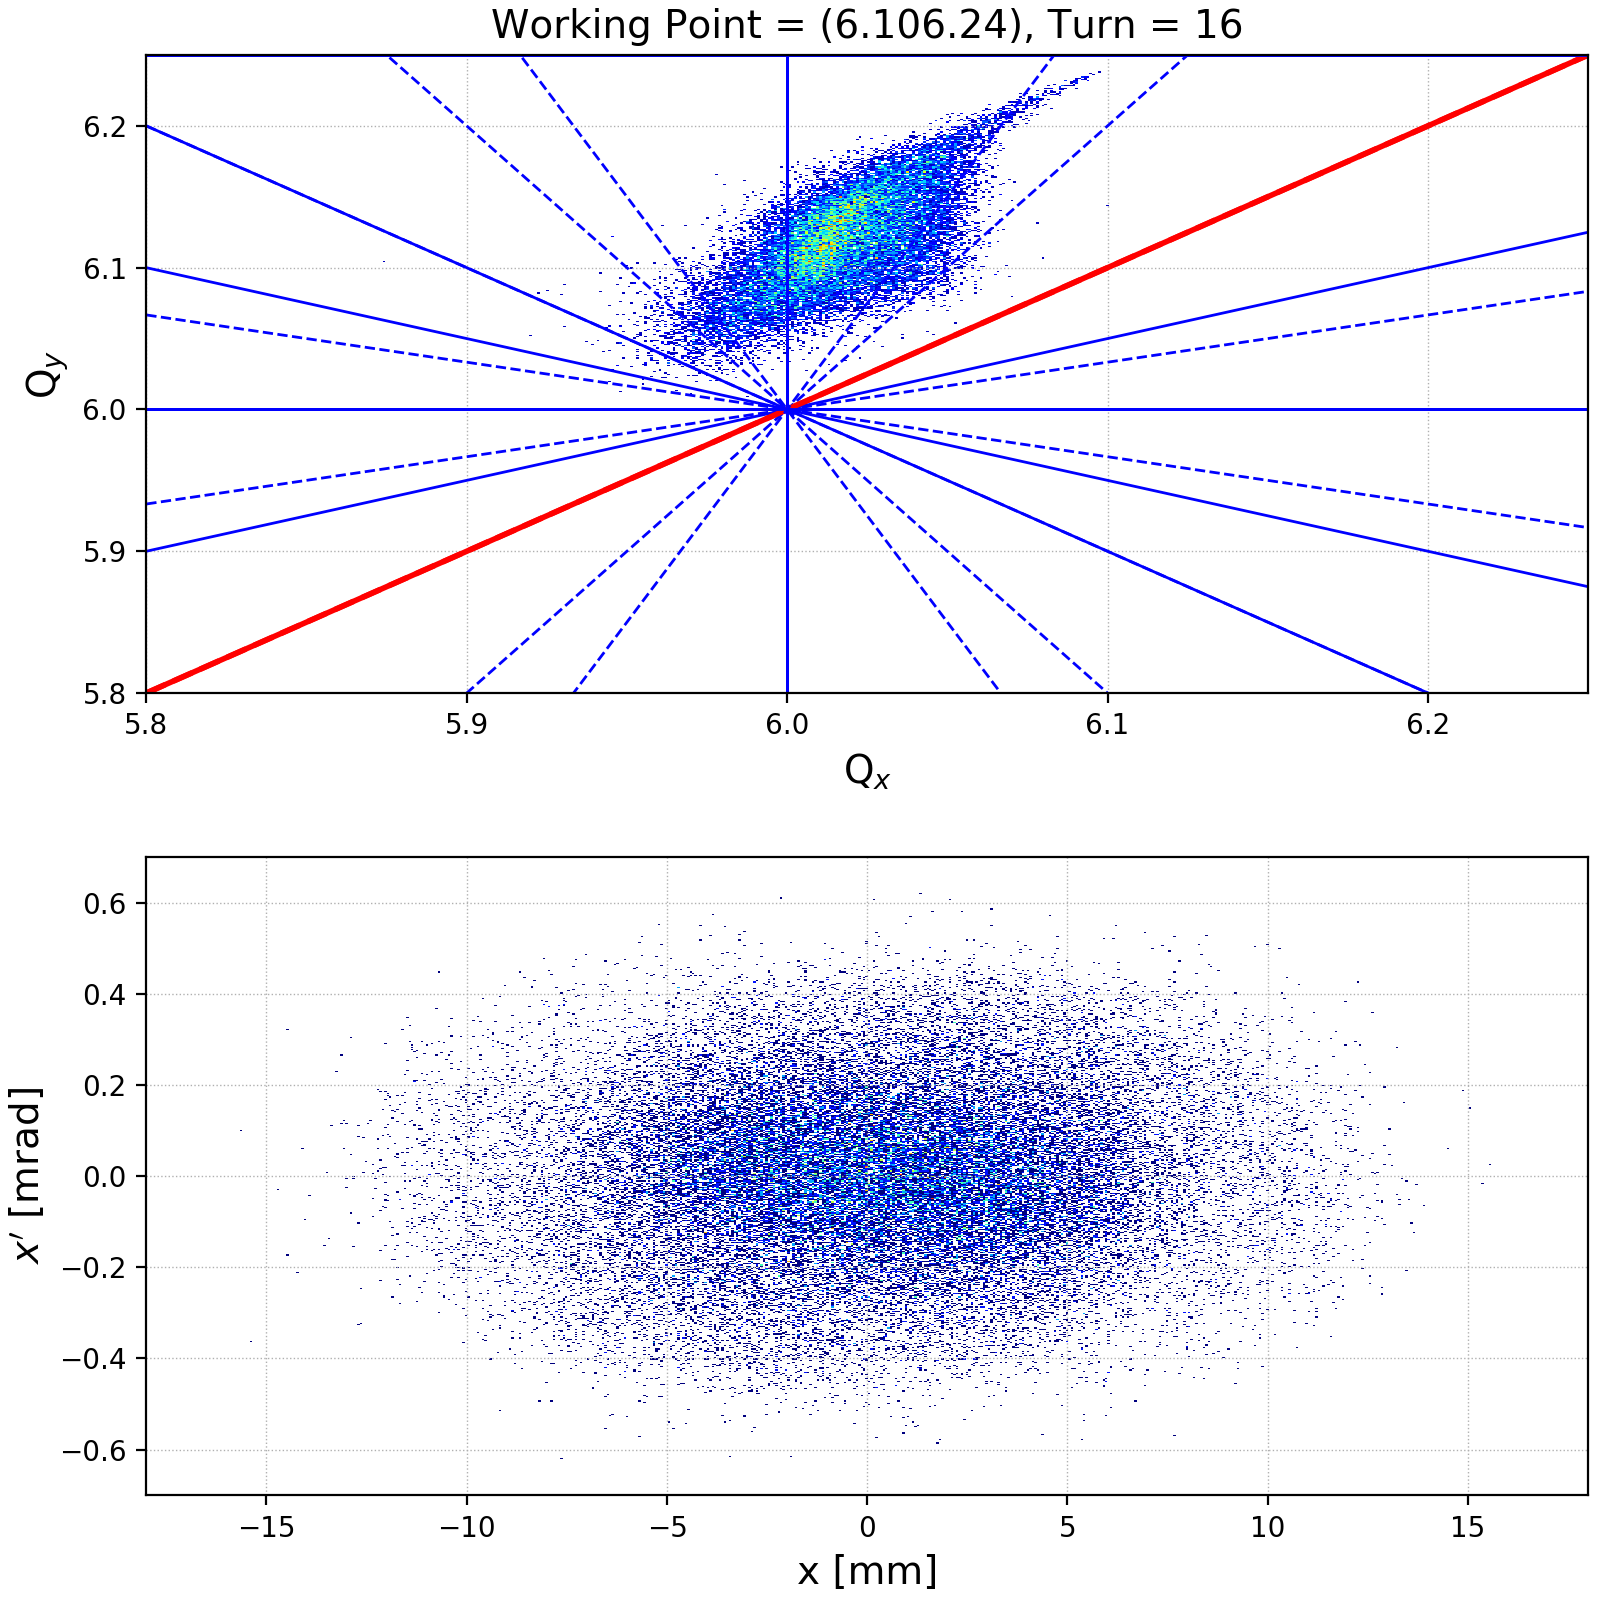 Working Point = (6.106.24), Turn = 16
6.2
6.1
6.0
5.9
5.8
Qy
5.8 5.9 6.0 6.1 6.2
Qx
0.6
0.4
0.2
0.0
−0.2
−0.4
−0.6
x′ [mrad]
−15 −10 −5 0 5 10 15
x [mm]